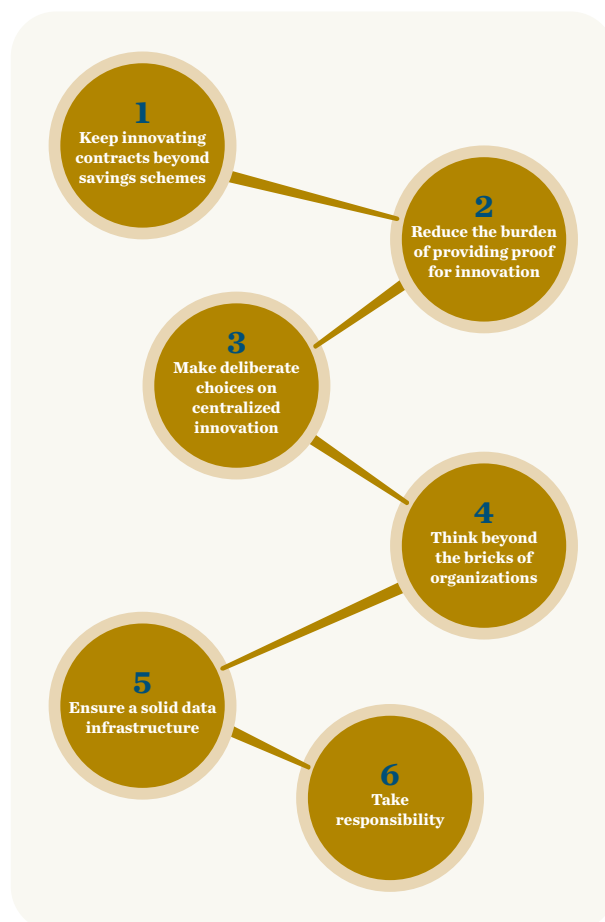 1
Keep innovating
contracts beyond
savings schemes
2
Reduce the burden
of providing proof
for innovation
3
Make deliberate
choices on
centralized
innovation
4
Think beyond
the bricks of
organizations
5
Ensure a solid data
infrastructure
6
Take
responsibility